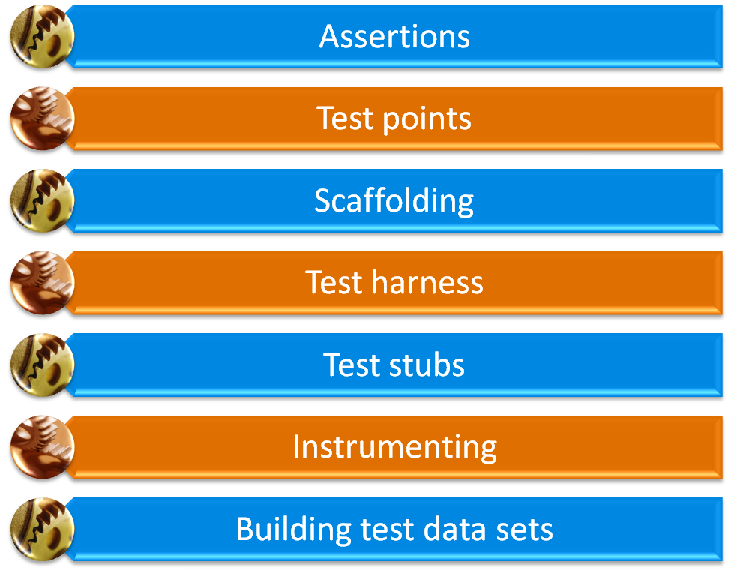 Assertions
Test points
Scaffolding
Test harness
Test stubs
Instrumenting
Building test data sets